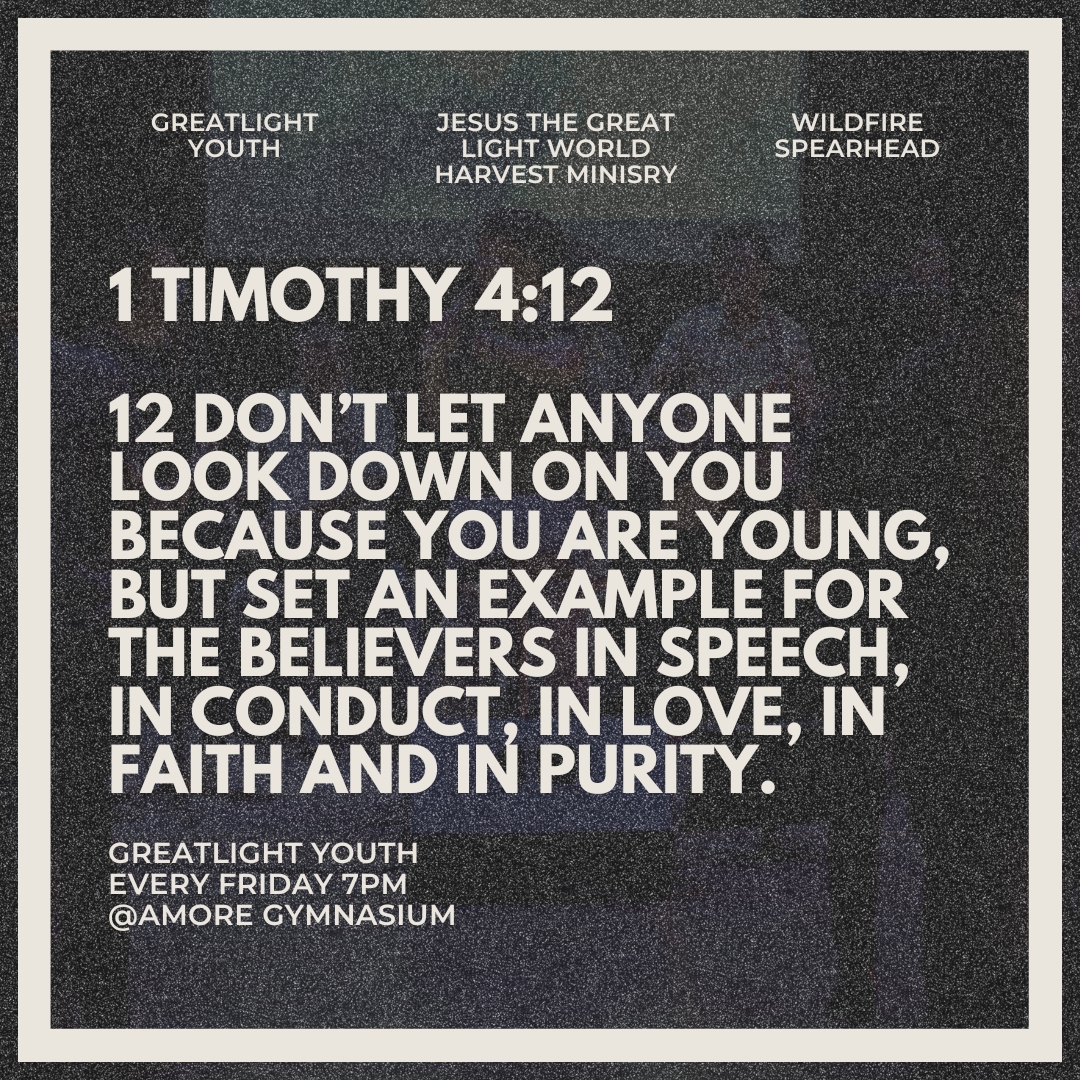 GREATLIGHT
YOUTH
JESUS THE GREAT
LIGHT WORLD
HARVEST MINISRY
WILDFIRE
SPEARHEAD
1 TIMOTHY 4:12
12 DON’T LET ANYONE
LOOK DOWN ON YOU
BECAUSE YOU ARE YOUNG,
BUT SET AN EXAMPLE FOR
THE BELIEVERS IN SPEECH,
IN CONDUCT, IN LOVE, IN
FAITH AND IN PURITY.
GREATLIGHT YOUTH
EVERY FRIDAY 7PM
@AMORE GYMNASIUM